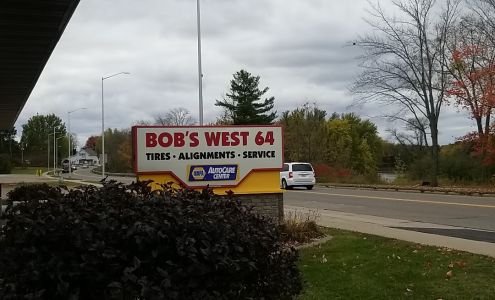 BOB'S WEST 64
TIRES • ALIGNMENTS • SERVICE
NAPA AUTOCARE
CENTER